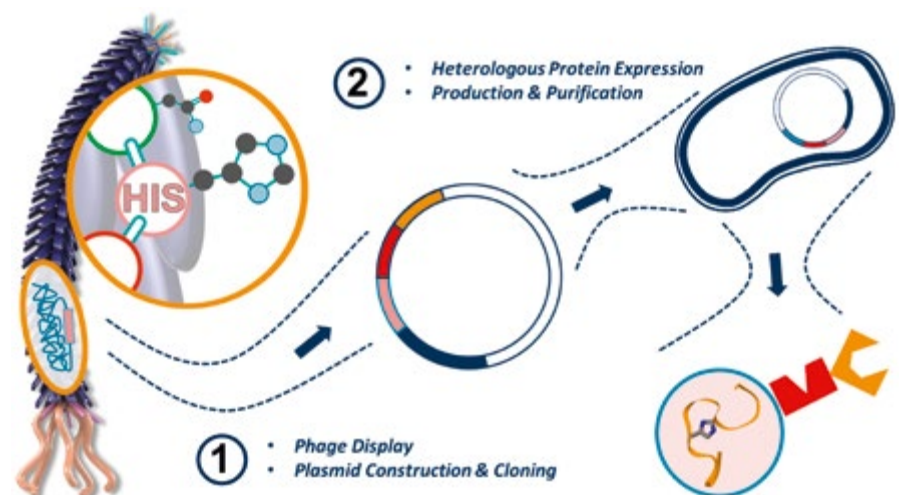 2
• Heterologous Protein Expression
• Production & Purification
HIS
1
• Phage Display
• Plasmid Construction & Cloning